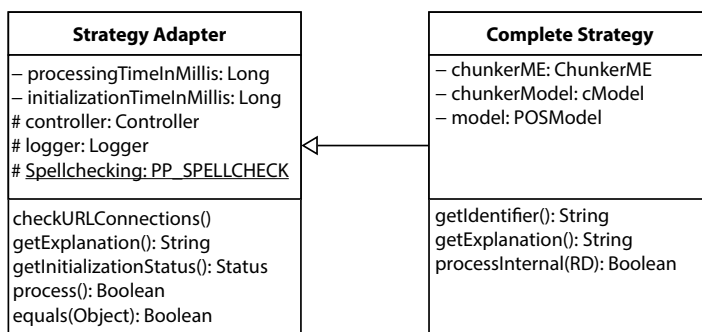 Strategy Adapter
– processingTimeInMillis: Long
– initializationTimeInMillis: Long
# controller: Controller
# logger: Logger
# Spellchecking: PP_SPELLCHECK
checkURLConnections()
getExplanation(): String
getInitializationStatus(): Status
process(): Boolean
equals(Object): Boolean
Complete Strategy
– chunkerME: ChunkerME
– chunkerModel: cModel
– model: POSModel
getIdentifier(): String
getExplanation(): String
processInternal(RD): Boolean